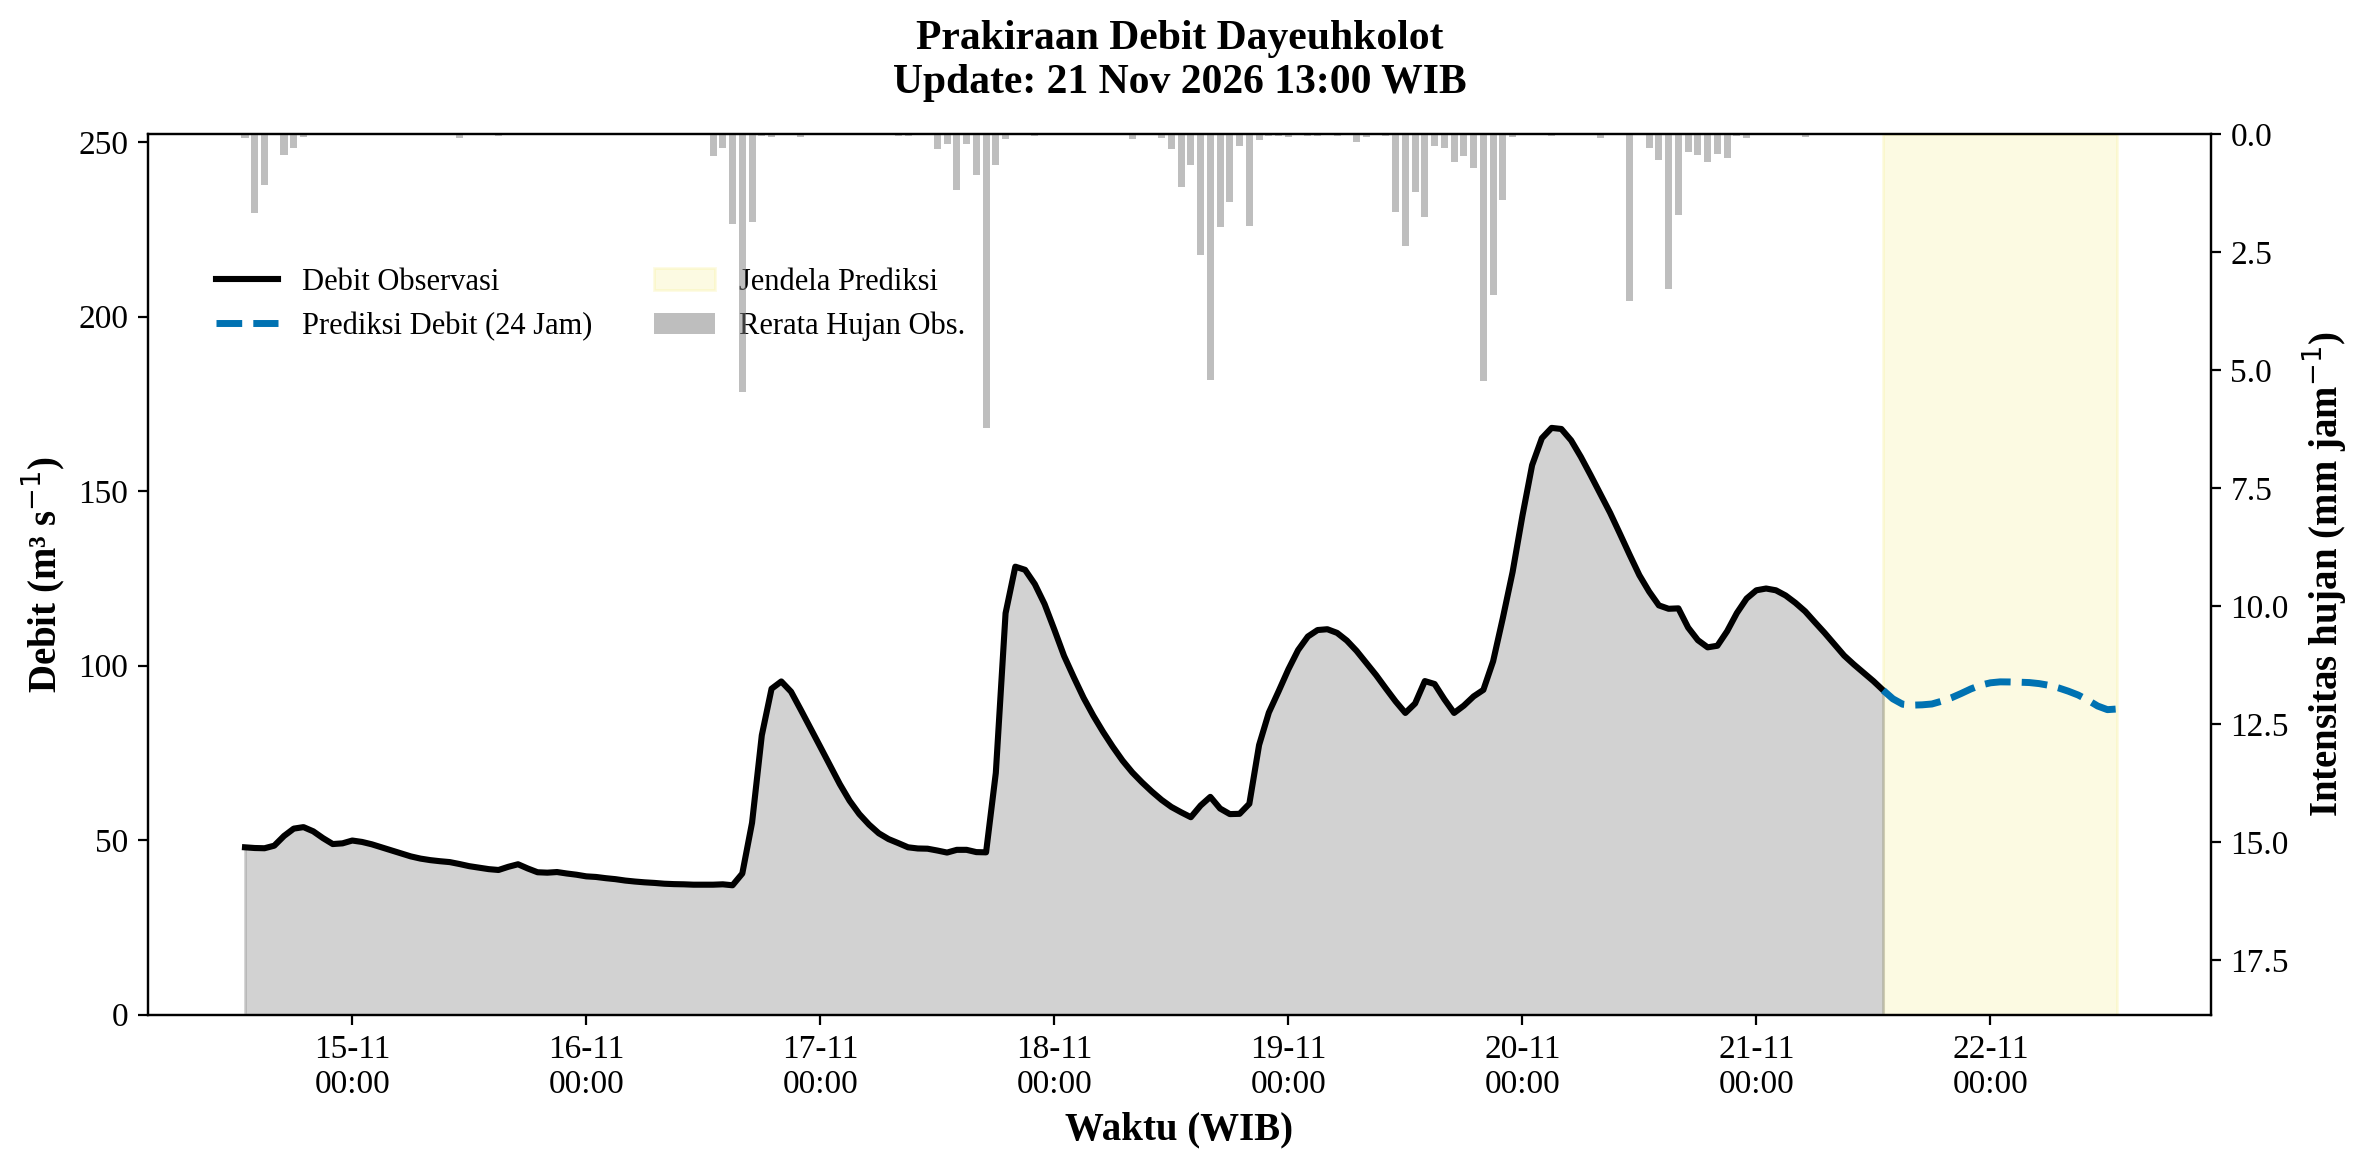 Prakiraan Debit Dayeuhkolot
Update: 21 Nov 2026 13:00 WIB
Debit (m³ s⁻¹)
250
200
150
100
50
0
Debit Observasi
Prediksi Debit (24 Jam)
Jendela Prediksi
Rerata Hujan Obs.
0.0
2.5
5.0
7.5
10.0
12.5
15.0
17.5
Intensitas hujan (mm jam⁻¹)
15-11 16-11 17-11 18-11 19-11 20-11 21-11 22-11
00:00 00:00 00:00 00:00 00:00 00:00 00:00 00:00
Waktu (WIB)